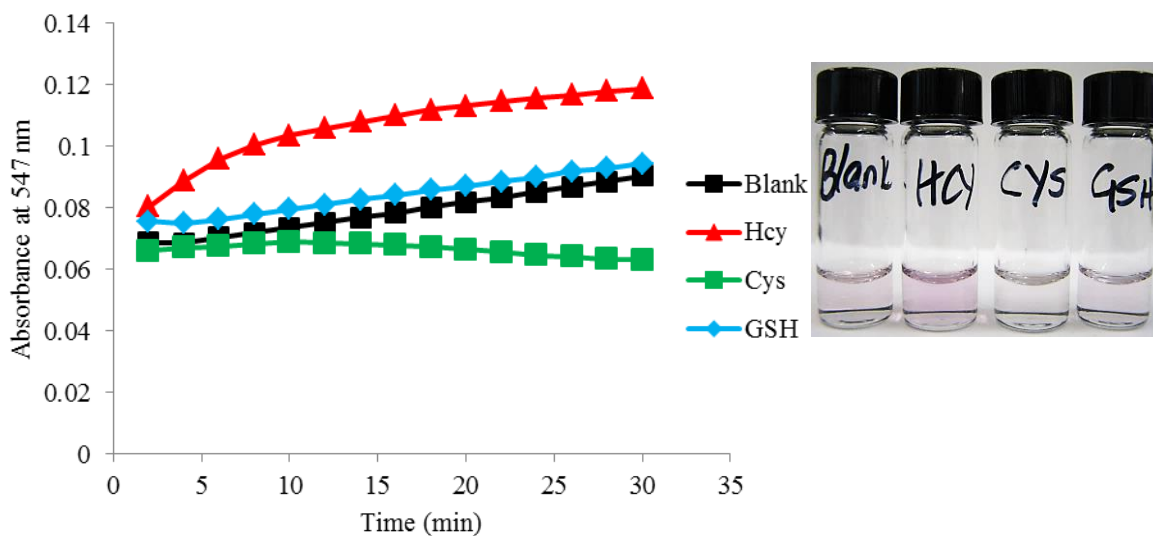 0.14
0.12
0.1
0.08
0.06
0.04
0.02
0
0 5 10 15 20 25 30 35
Absorbance at 547 nm
Time (min)
Blank
Hcy
Cys
GSH
Blank HCy CYS GSH